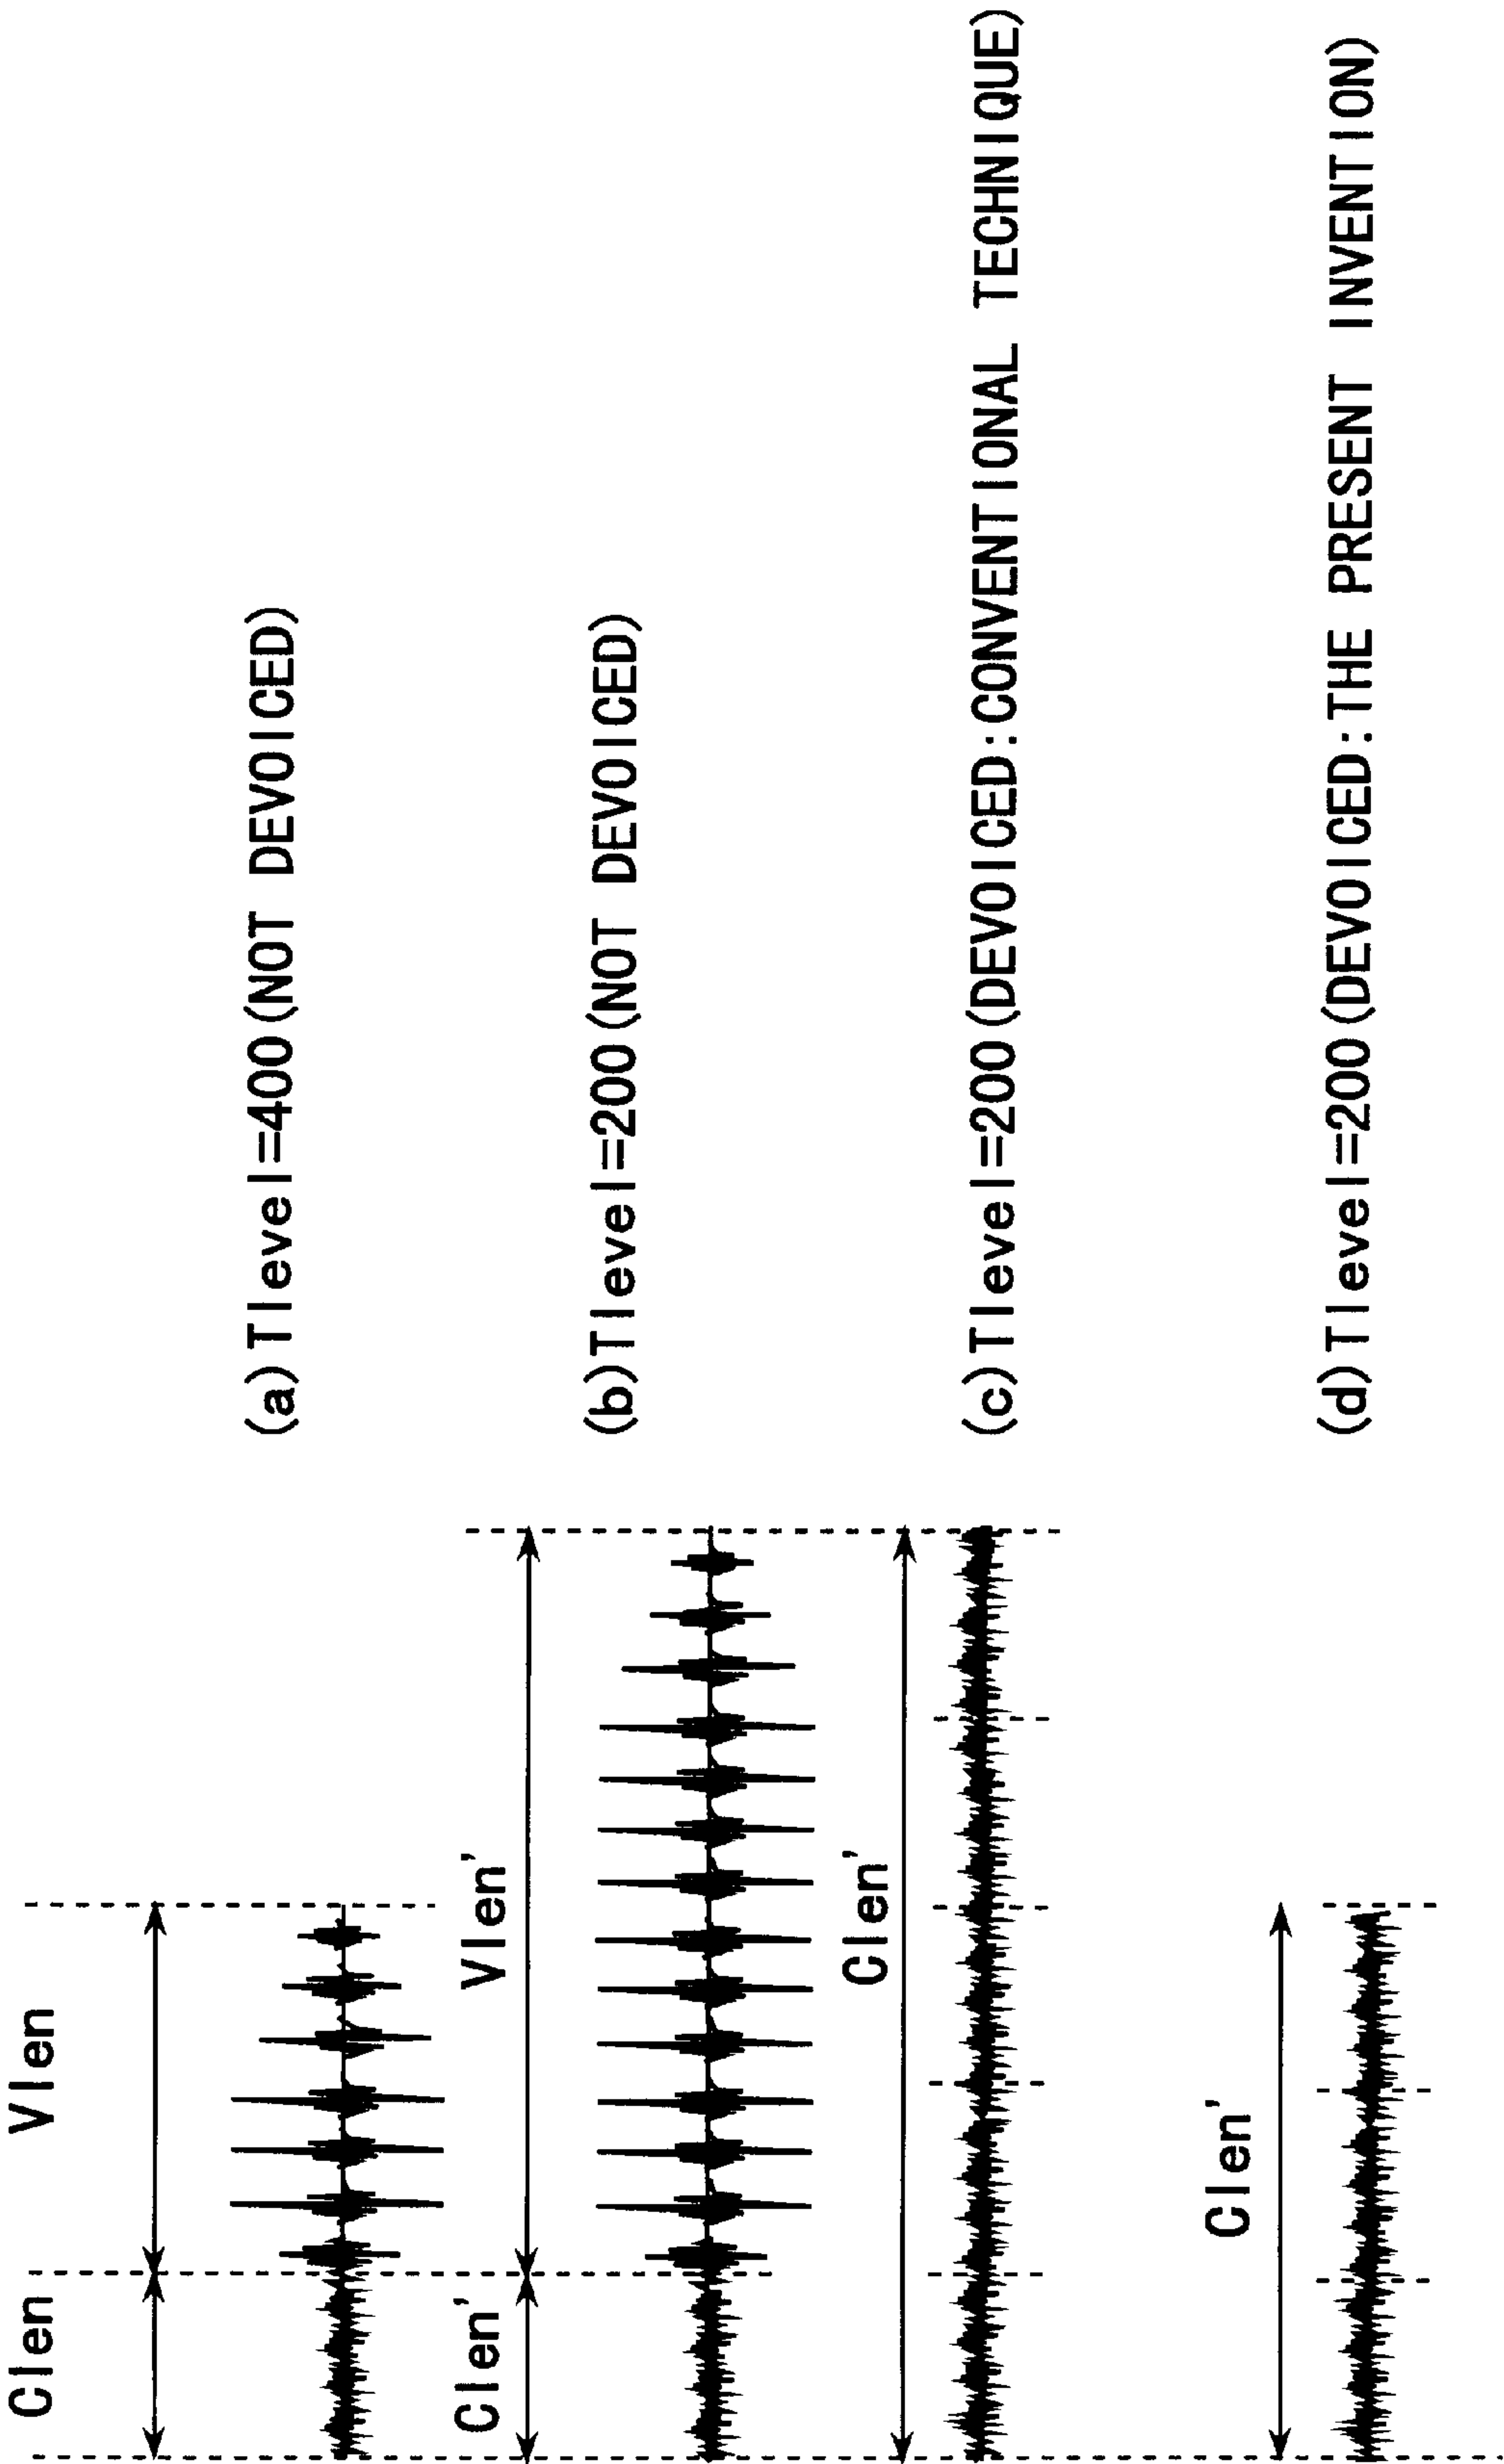 Clen
Vlen
(a)Tlevel=400(NOT DEVOICED)
Clen'
Vlen'
(b)Tlevel=200(NOT DEVOICED)
Clen'
(c)Tlevel=200(DEVOICED:CONVENTIONAL TECHNIQUE)
Clen'
(d)Tlevel=200(DEVOICED:THE PRESENT INVENTION)